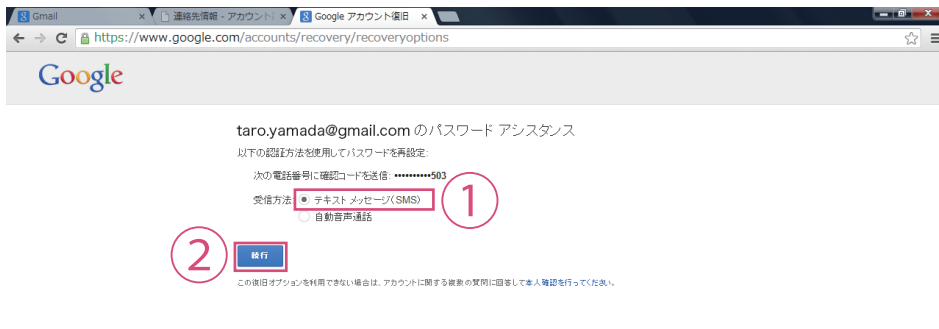 Gmail
連絡先情報 - アカウント
Google アカウント復旧
https://www.google.com/accounts/recovery/recoveryoptions
Google
taro.yamada@gmail.com のパスワード アシスタンス
以下の認証方法を使用してパスワードを再設定:
次の電話番号に確認コードを送信: ••••••••••503
受信方法: テキスト メッセージ(SMS)
1
自動音声通話
2
続行
この復旧オプションを利用できない場合は、アカウントに関する複数の質問に回答して本人確認を行ってください。